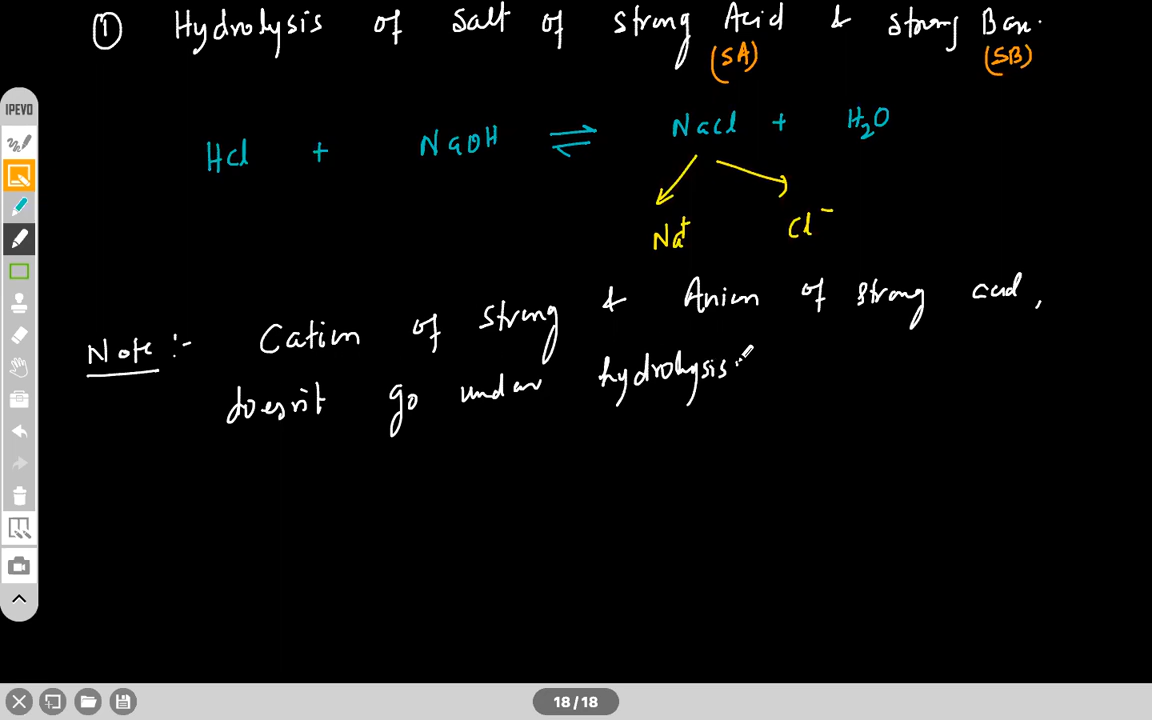 ① Hydrolysis of Salt of Strong Acid & Strong Base.
(SA) (SB)
IPEVO
HCl + NaOH ⇌ NaCl + H₂O
Na⁺ Cl⁻
Note :- Cation of strong & Anion of strong acid,
doesn't go under hydrolysis.
18/18